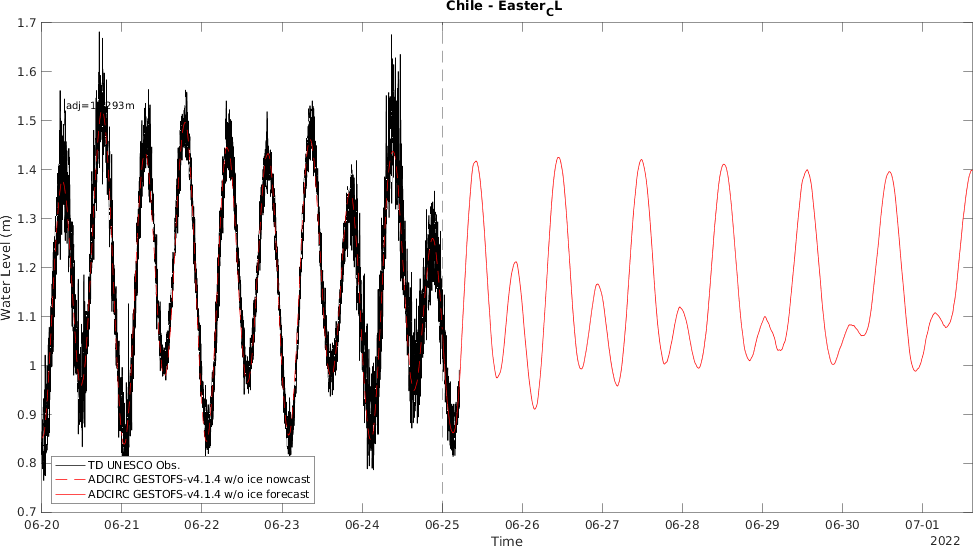 Chile - Easter_CL
1.7
1.6
1.5
1.4
1.3
1.2
1.1
1
0.9
0.8
0.7
Water Level (m)
TD UNESCO Obs.
ADCIRC GESTOFS-v4.1.4 w/o ice nowcast
ADCIRC GESTOFS-v4.1.4 w/o ice forecast
06-20 06-21 06-22 06-23 06-24 06-25 06-26 06-27 06-28 06-29 06-30 07-01
Time
2022